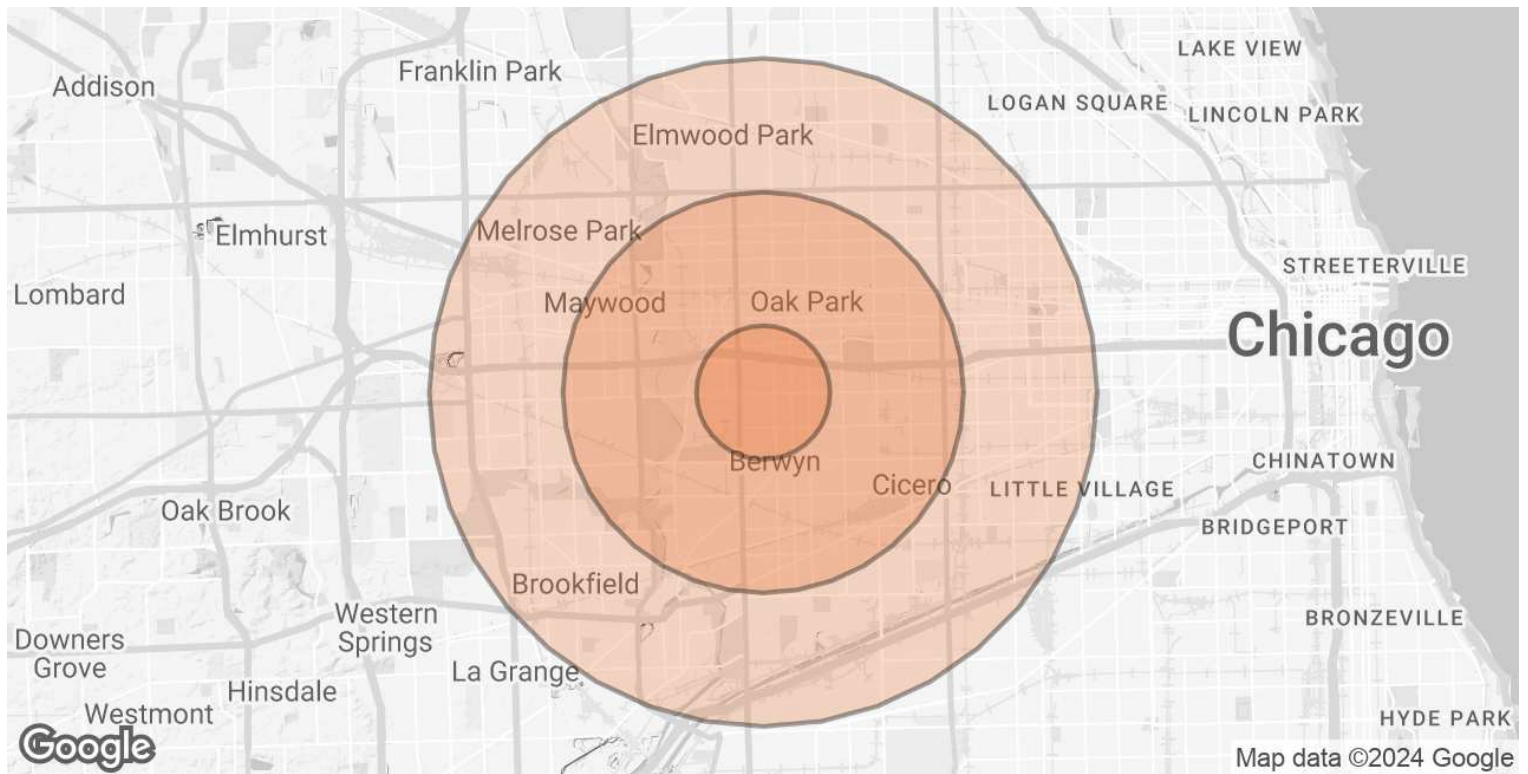 LAKE VIEW
Franklin Park
Addison
LOGAN SQUARE
LINCOLN PARK
Elmwood Park
Melrose Park
Elmhurst
STREETERVILLE
Lombard
Maywood
Oak Park
Chicago
Berwyn
CHINATOWN
Cicero
LITTLE VILLAGE
Oak Brook
BRIDGEPORT
Brookfield
Western
Springs
BRONZEVILLE
Downers
Grove
La Grange
Hinsdale
Westmont
HYDE PARK
Google
Map data ©2024 Google